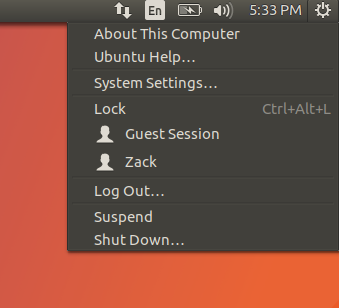 En 5:33 PM
About This Computer
Ubuntu Help...
System Settings...
Lock Ctrl+Alt+L
Guest Session
Zack
Log Out...
Suspend
Shut Down...